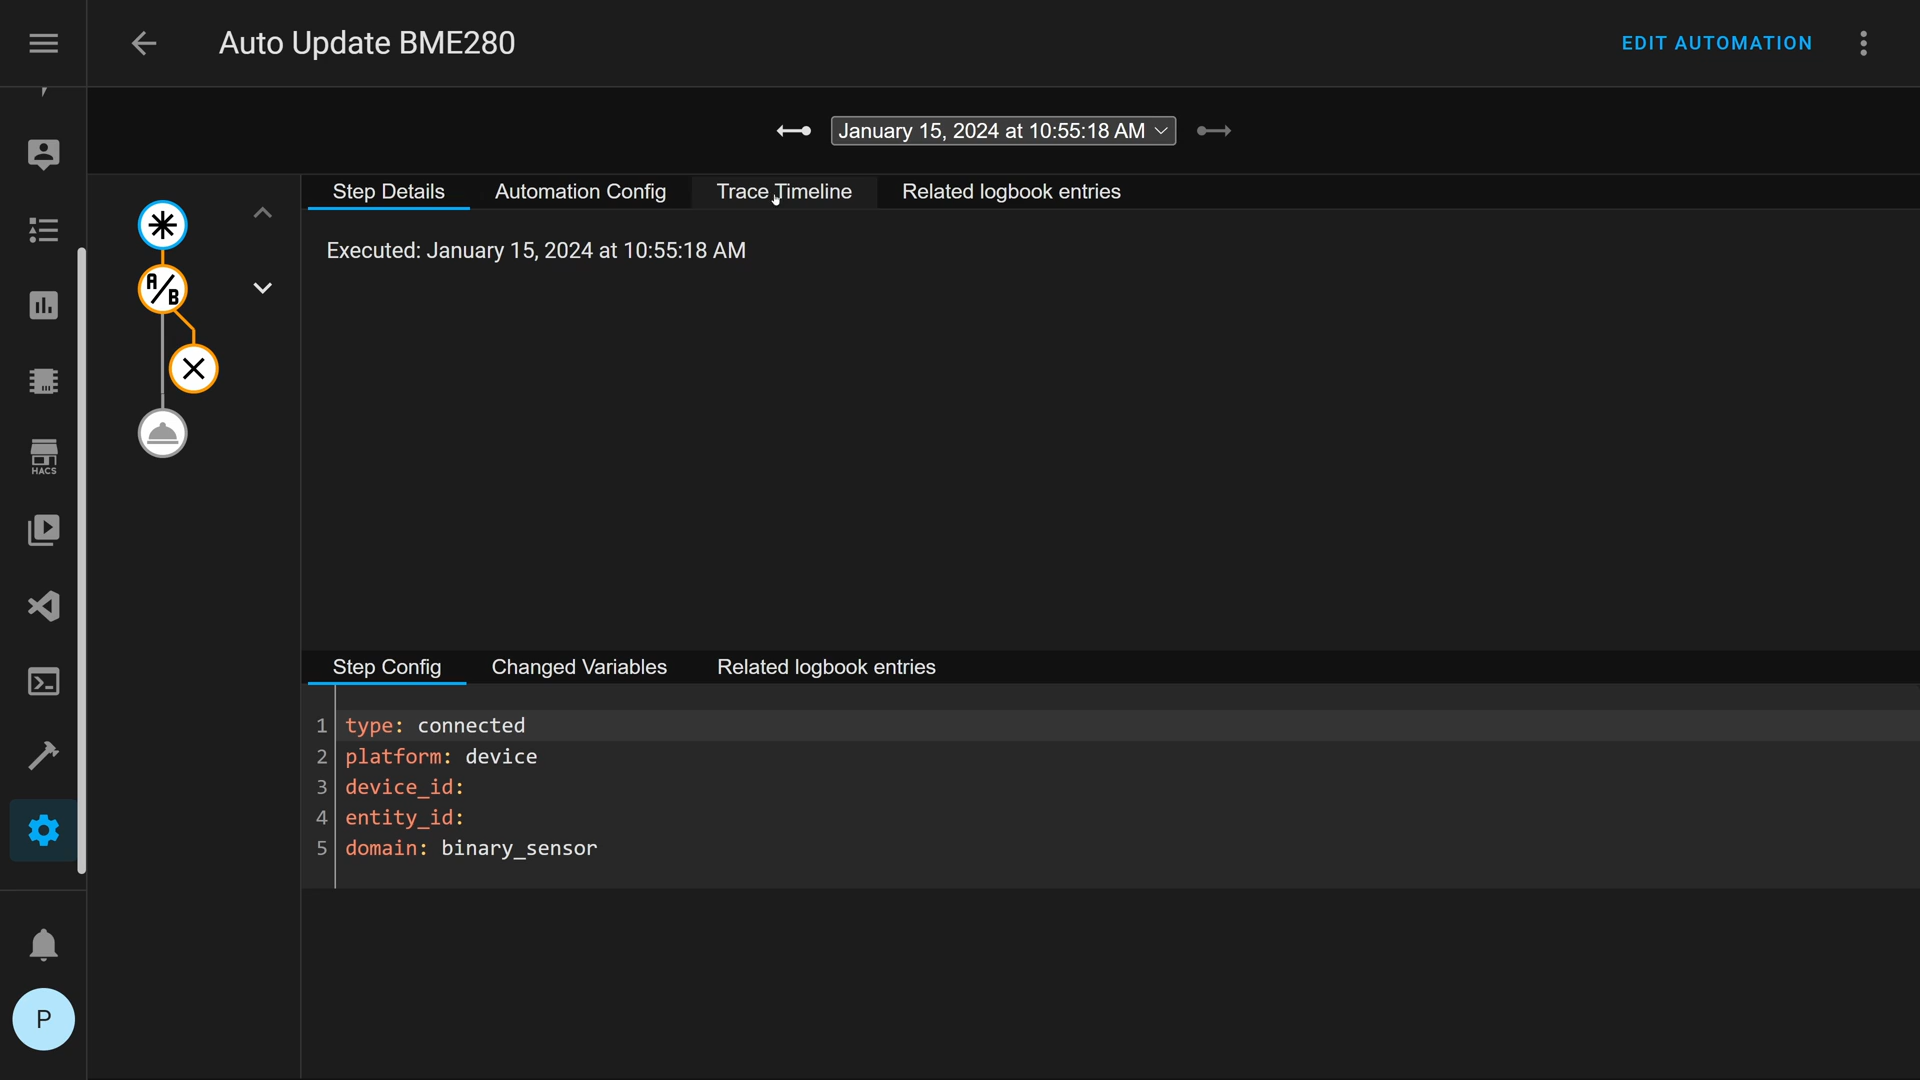 Auto Update BME280
EDIT AUTOMATION
January 15, 2024 at 10:55:18 AM
Step Details
Automation Config
Trace Timeline
Related logbook entries
A/B
Executed: January 15, 2024 at 10:55:18 AM
HACS
Step Config
Changed Variables
Related logbook entries
1 type: connected
2 platform: device
3 device_id:
4 entity_id:
5 domain: binary_sensor
P